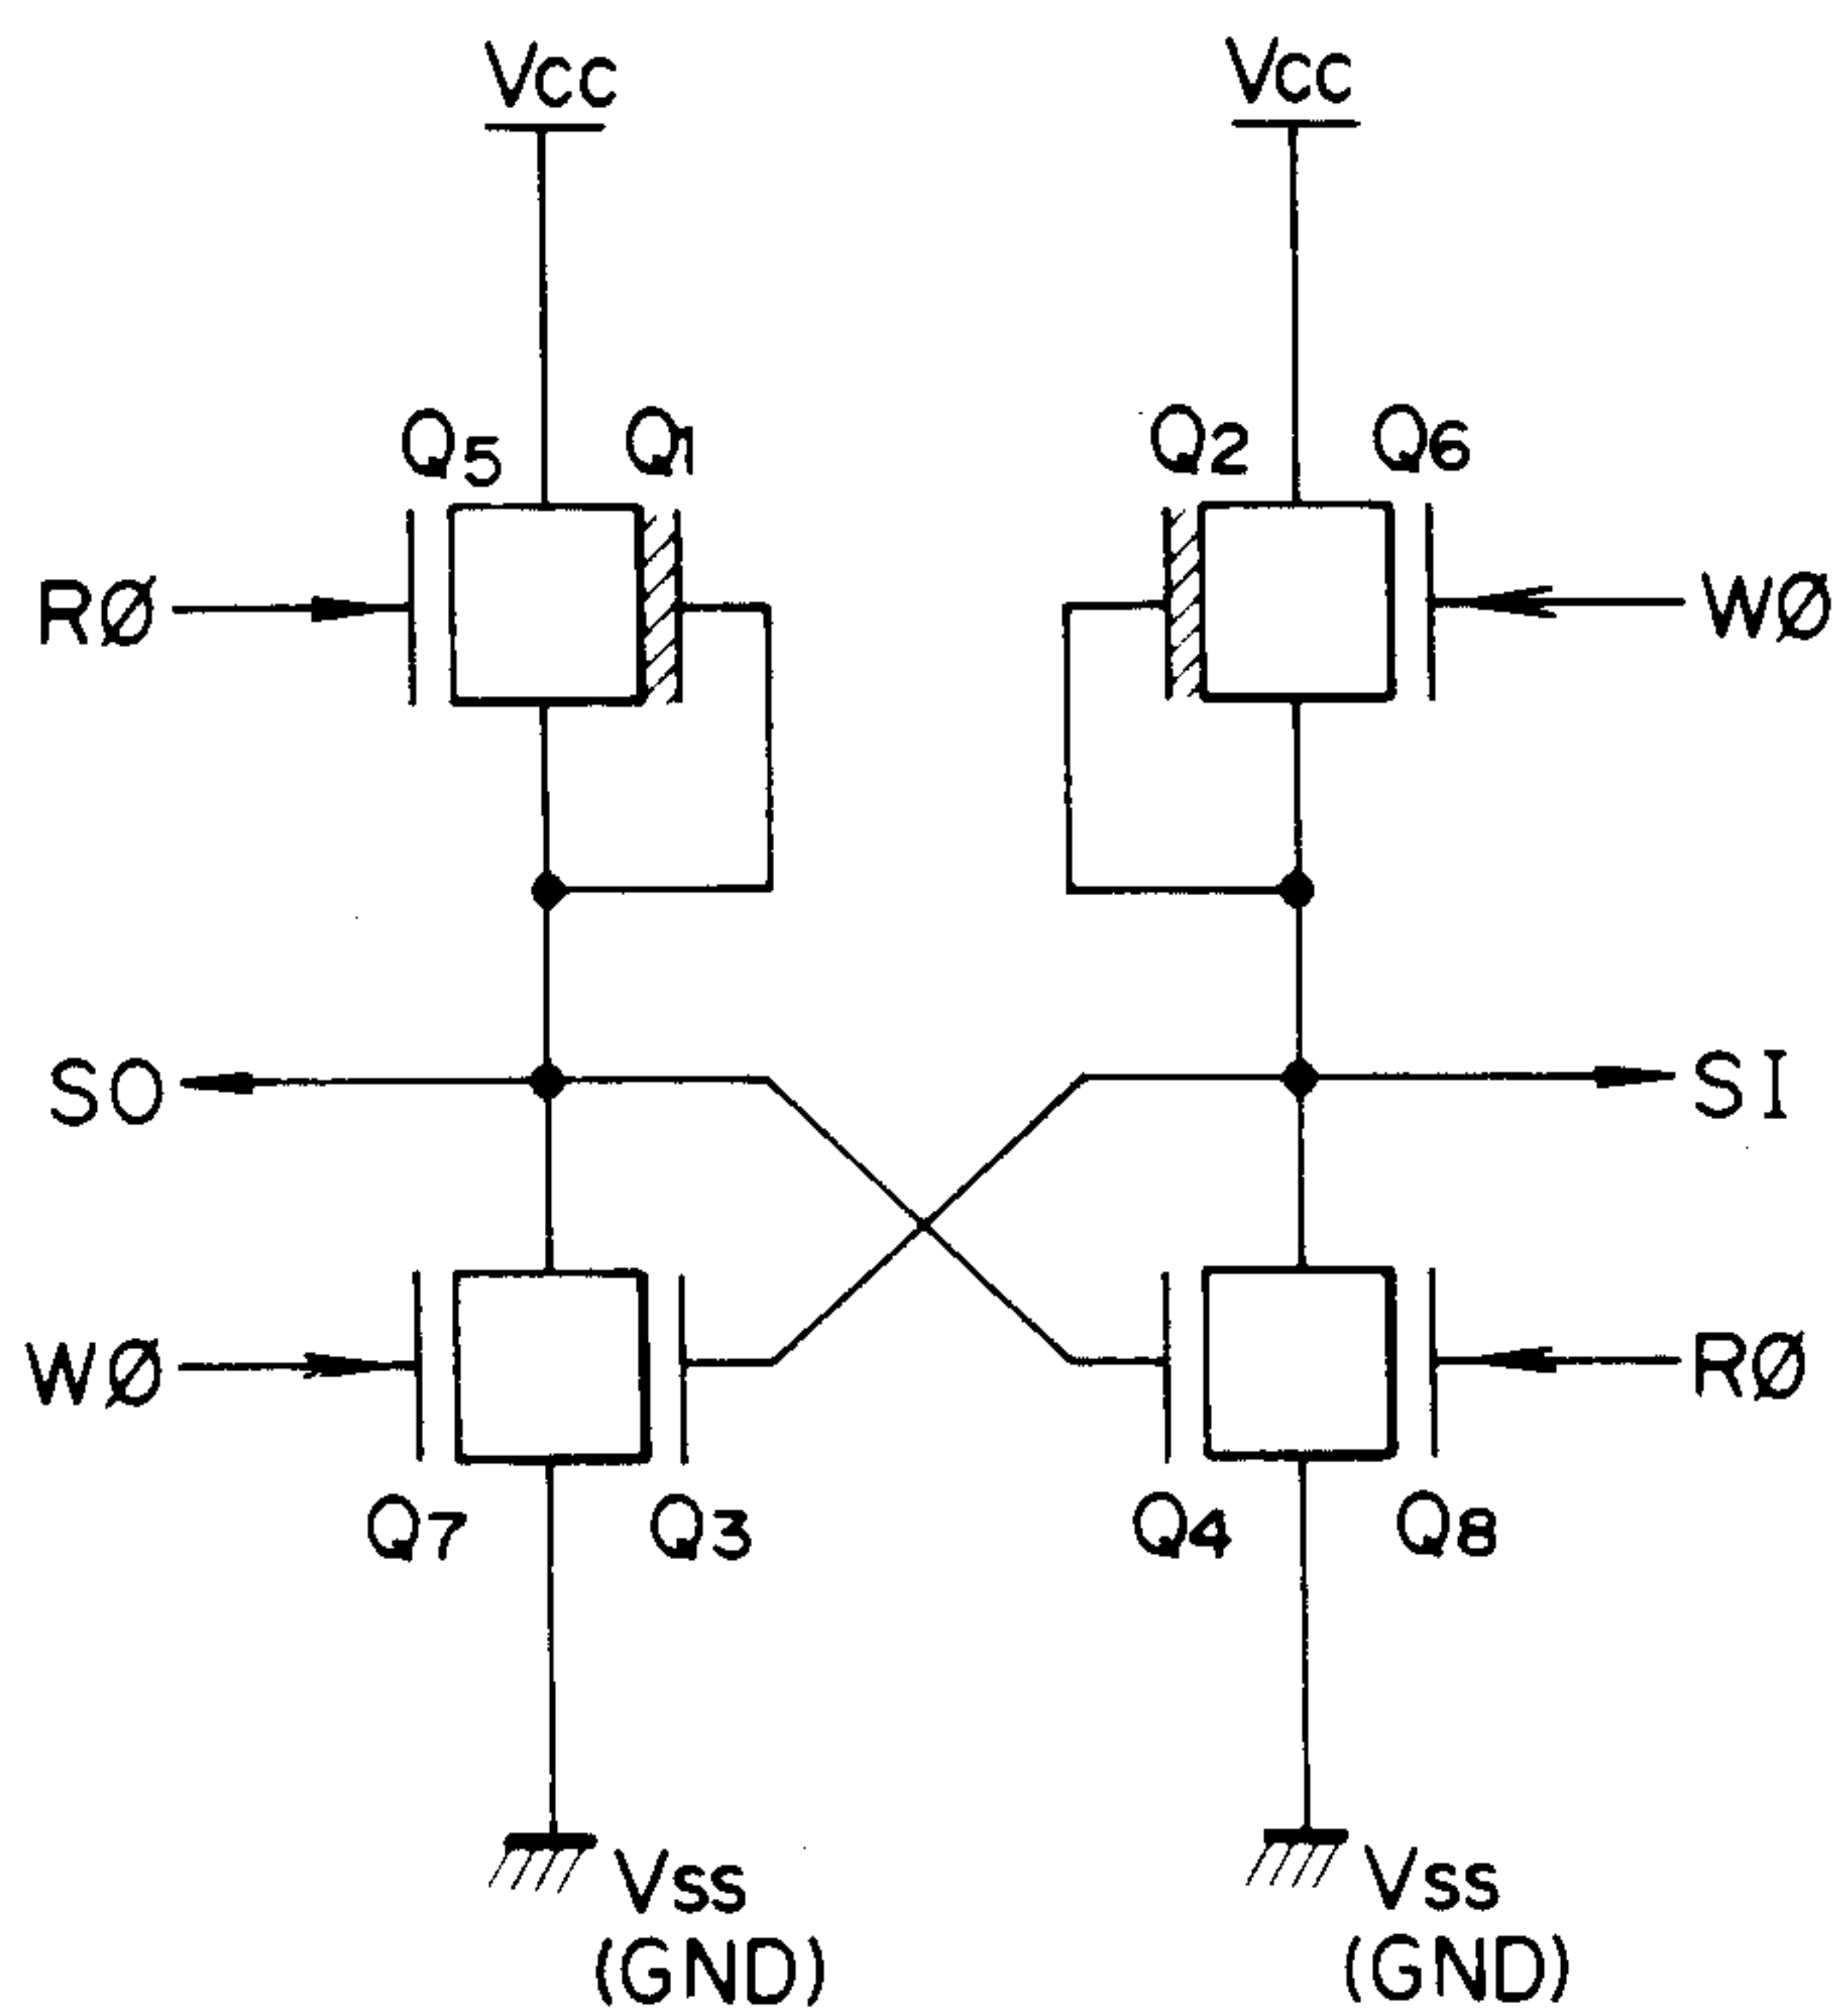 Vcc Vcc
Q5 Q1 Q2 Q6
RØ WØ
SO SI
WØ RØ
Q7 Q3 Q4 Q8
Vss Vss
(GND) (GND)